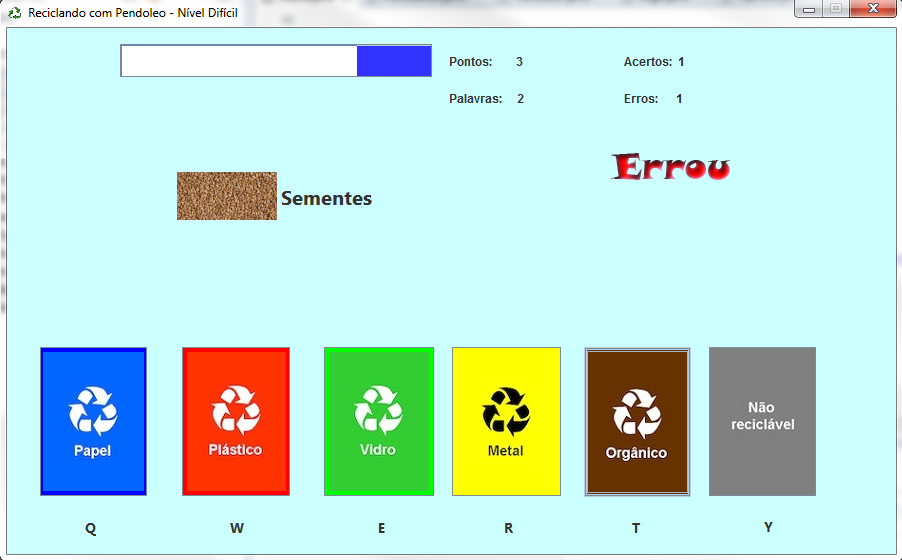 Reciclando com Pendoleo - Nível Difícil
Pontos: 3 Acertos: 1
Palavras: 2 Erros: 1
Errou
Sementes
Papel
Plástico
Vidro
Metal
Orgânico
Não
reciclável
Q W E R T Y